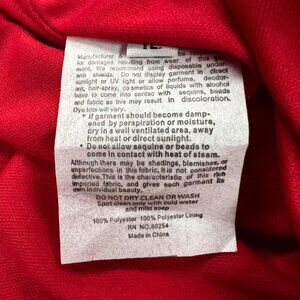 Manufacturer be
for damages resulting from wear of this
ment. We recommend using disposable under
arm shields. Do not display garment in direct
sunlight or UV light or allow perfume, deodor-
ant, hair-spray, cosmetics of liquids with alcohol
base to come into contact with sequins, beads
and fabric as this may result in discoloration.
Dye lots will vary.
* If garment should become damp-
ened by perspiration or moisture,
dry in a well ventilated area, away
from heat or direct sunlight.
* Do not allow sequins or beads to
come in contact with heat of steam.
Although there may be shadings, blemishes, or
imperfections in this fabric, it is not considered
defective. This is the characteristic of this rich
imported fabric, and gives each garment its
own individual beauty.
DO NOT DRY CLEAN OR WASH
Spot clean only with cold water
and mild soap
100% Polyester 100% Polyester Lining
RN NO.:80254
Made in China